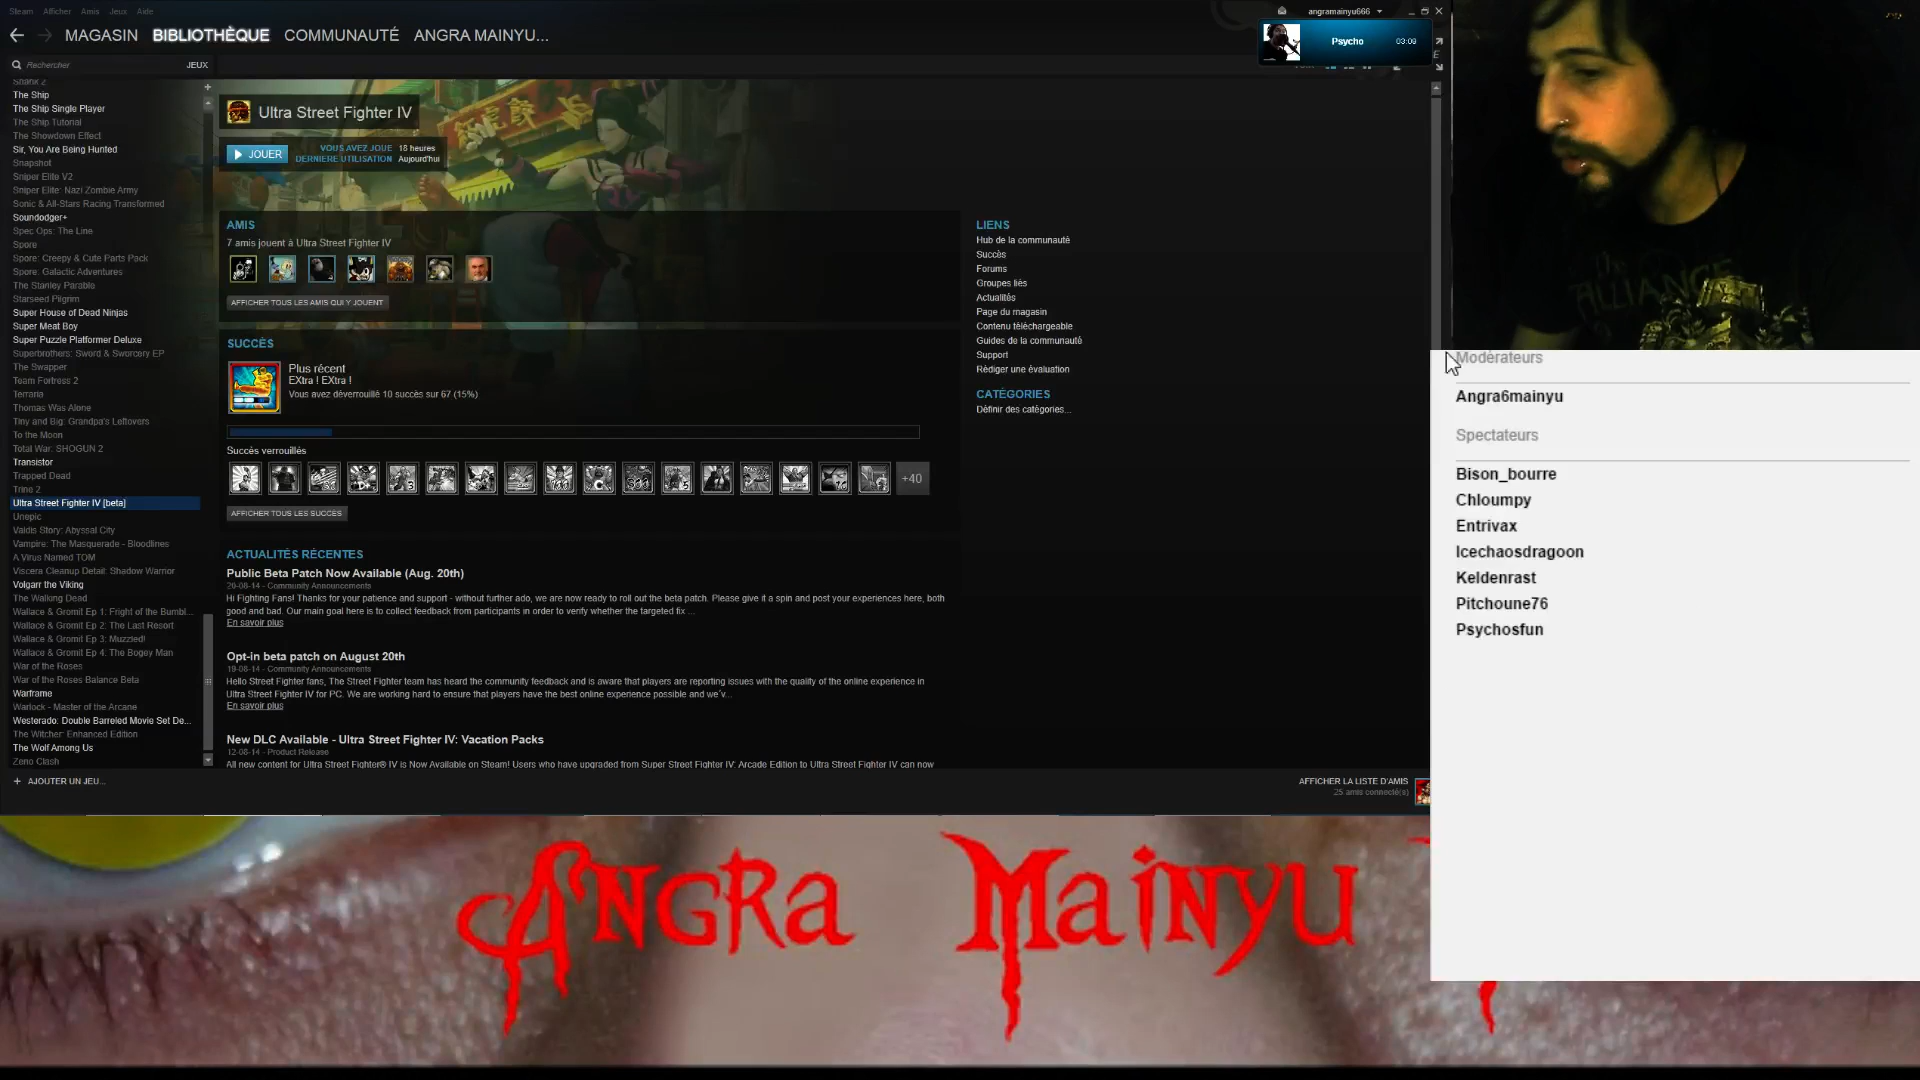 Steam Afficher Amis Jeux Aide
angramainyu666
MAGASIN BIBLIOTHÈQUE COMMUNAUTÉ ANGRA MAINYU...
Psycho 03:09
Rechercher JEUX
Shank 2
The Ship
The Ship Single Player
The Ship Tutorial
The Showdown Effect
Sir, You Are Being Hunted
Snapshot
Sniper Elite V2
Sniper Elite: Nazi Zombie Army
Sonic & All-Stars Racing Transformed
Soundodger+
Spec Ops: The Line
Spore
Spore: Creepy & Cute Parts Pack
Spore: Galactic Adventures
The Stanley Parable
Starseed Pilgrim
Super House of Dead Ninjas
Super Meat Boy
Super Puzzle Platformer Deluxe
Superbrothers: Sword & Sworcery EP
The Swapper
Team Fortress 2
Terraria
Thomas Was Alone
Tiny and Big: Grandpa's Leftovers
To the Moon
Total War: SHOGUN 2
Transistor
Trapped Dead
Trine 2
Ultra Street Fighter IV [beta]
Unepic
Valdis Story: Abyssal City
Vampire: The Masquerade - Bloodlines
A Virus Named TOM
Viscera Cleanup Detail: Shadow Warrior
Volgarr the Viking
The Walking Dead
Wallace & Gromit Ep 1: Fright of the Bumbl...
Wallace & Gromit Ep 2: The Last Resort
Wallace & Gromit Ep 3: Muzzled!
Wallace & Gromit Ep 4: The Bogey Man
War of the Roses
War of the Roses Balance Beta
Warframe
Warlock - Master of the Arcane
Westerado: Double Barreled Movie Set De...
The Witcher: Enhanced Edition
The Wolf Among Us
Zeno Clash
+ AJOUTER UN JEU...
Ultra Street Fighter IV
JOUER
VOUS AVEZ JOUÉ 18 heures
DERNIÈRE UTILISATION Aujourd'hui
AMIS
7 amis jouent à Ultra Street Fighter IV
AFFICHER TOUS LES AMIS QUI Y JOUENT
SUCCÈS
Plus récent
EXtra ! EXtra !
Vous avez déverrouillé 10 succès sur 67 (15%)
Succès verrouillés
+40
AFFICHER TOUS LES SUCCÈS
ACTUALITÉS RÉCENTES
Public Beta Patch Now Available (Aug. 20th)
20-08-14 - Community Announcements
Hi Fighting Fans! Thanks for your patience and support - without further ado, we are now ready to roll out the beta patch. Please give it a spin and post your experiences here, both
good and bad. Our main goal here is to collect feedback from participants in order to verify whether the targeted fix ...
En savoir plus
Opt-in beta patch on August 20th
19-08-14 - Community Announcements
Hello Street Fighter fans, The Street Fighter team has heard the community feedback and is aware that players are reporting issues with the quality of the online experience in
Ultra Street Fighter IV for PC. We are working hard to ensure that players have the best online experience possible and we'v...
En savoir plus
New DLC Available - Ultra Street Fighter IV: Vacation Packs
12-08-14 - Product Release
All new content for Ultra Street Fighter® IV is Now Available on Steam! Users who have upgraded from Super Street Fighter IV: Arcade Edition to Ultra Street Fighter IV can now
LIENS
Hub de la communauté
Succès
Forums
Groupes liés
Actualités
Page du magasin
Contenu téléchargeable
Guides de la communauté
Support
Rédiger une évaluation
CATÉGORIES
Définir des catégories...
AFFICHER LA LISTE D'AMIS
25 amis connecté(s)
ALLIANCE
Modérateurs
Angra6mainyu
Spectateurs
Bison_bourre
Chloumpy
Entrivax
Icechaosdragoon
Keldenrast
Pitchoune76
Psychosfun
Angra Mainyu